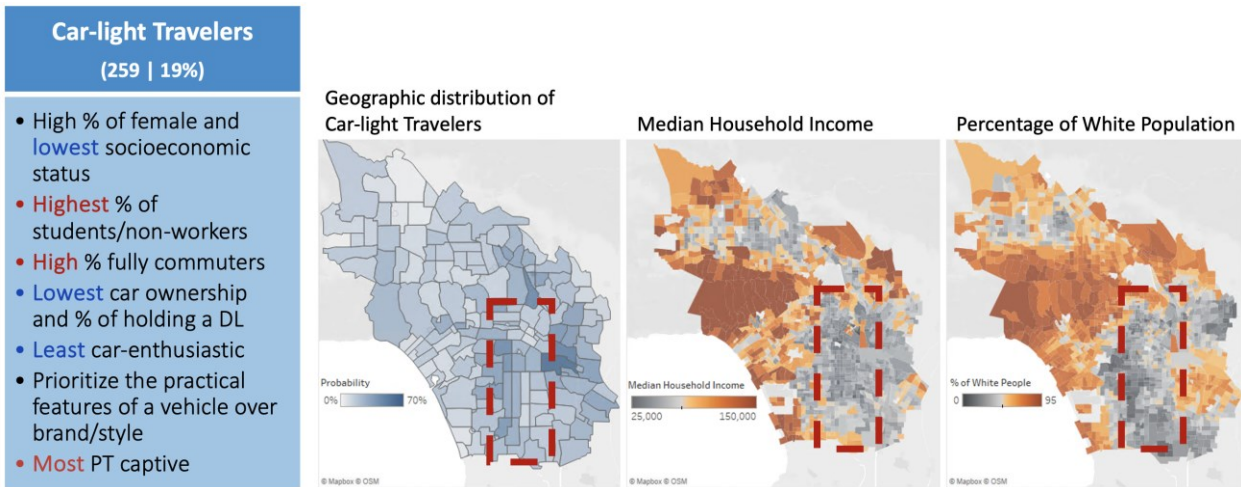 Car-light Travelers
(259 | 19%)
• High % of female and
lowest socioeconomic
status
• Highest % of
students/non-workers
• High % fully commuters
• Lowest car ownership
and % of holding a DL
• Least car-enthusiastic
• Prioritize the practical
features of a vehicle over
brand/style
• Most PT captive
Geographic distribution of
Car-light Travelers
Probability
0% 70%
© Mapbox © OSM
Median Household Income
Median Household Income
25,000 150,000
© Mapbox © OSM
Percentage of White Population
% of White People
0 95
© Mapbox © OSM